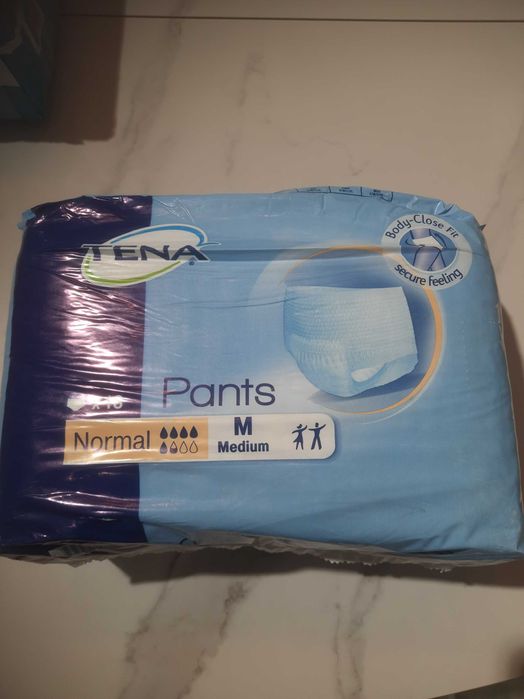 TENA
Body-Close Fit
secure feeling
Pants
Normal
M
Medium